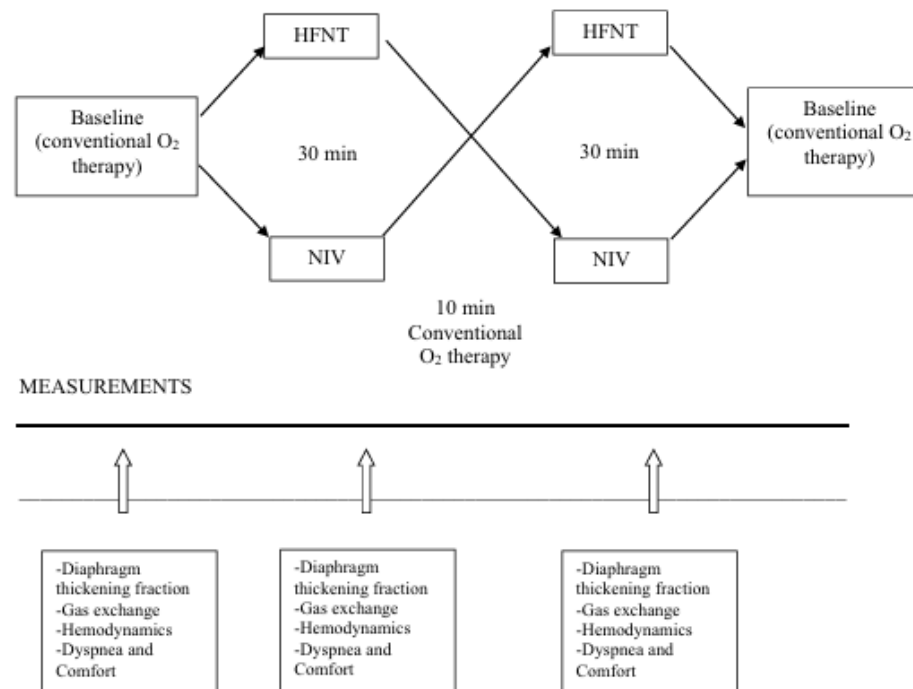 HFNT
HFNT
Baseline
(conventional O₂
therapy)
30 min
30 min
Baseline
(conventional O₂
therapy)
NIV
NIV
10 min
Conventional
O₂ therapy
MEASUREMENTS
-Diaphragm
thickening fraction
-Gas exchange
-Hemodynamics
-Dyspnea and
Comfort
-Diaphragm
thickening fraction
-Gas exchange
-Hemodynamics
-Dyspnea and
Comfort
-Diaphragm
thickening fraction
-Gas exchange
-Hemodynamics
-Dyspnea and
Comfort